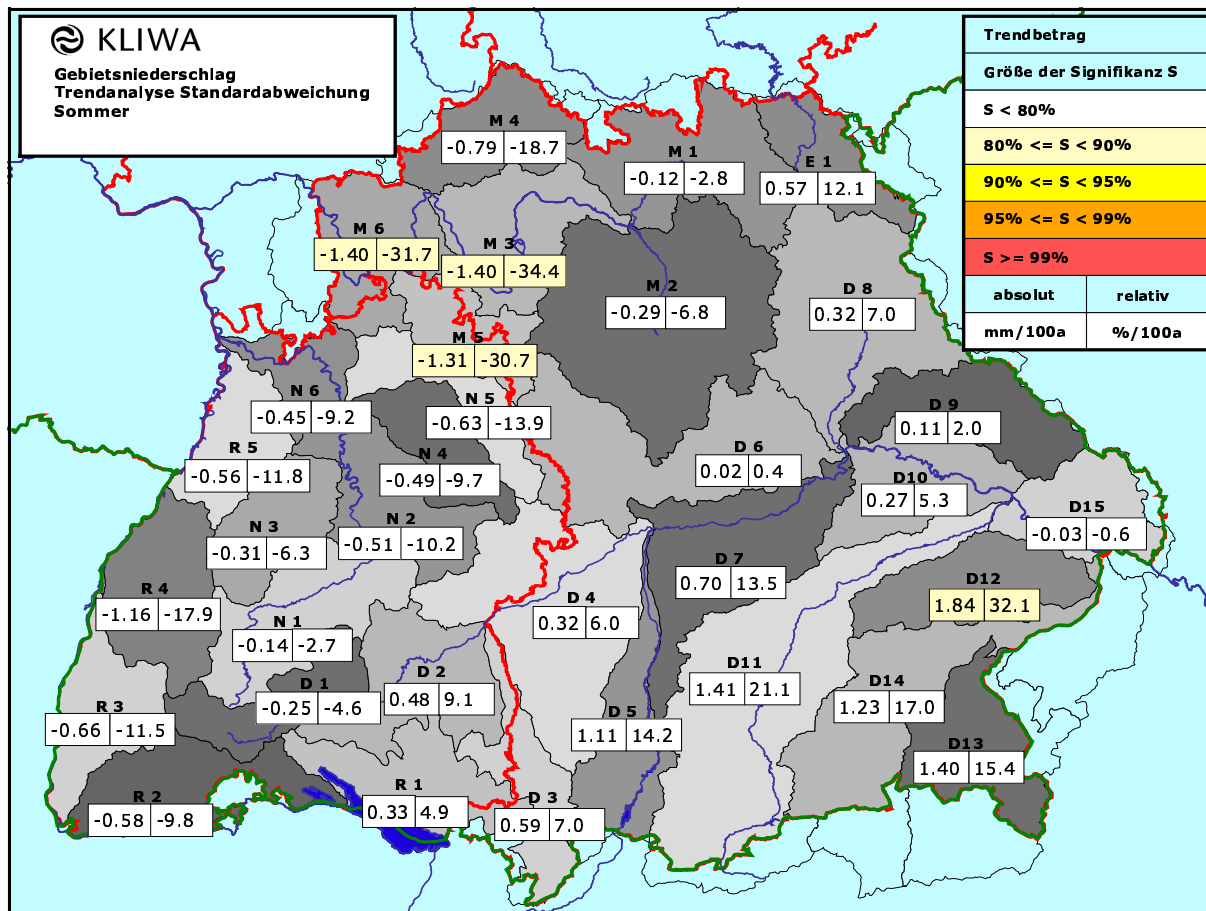 KLIWA
Gebietsniederschlag
Trendanalyse Standardabweichung
Sommer
Trendbetrag
Größe der Signifikanz S
S < 80%
80% <= S < 90%
90% <= S < 95%
95% <= S < 99%
S >= 99%
absolut relativ
mm/100a %/100a
M 4
-0.79 -18.7
M 1
-0.12 -2.8
E 1
0.57 12.1
M 6
-1.40 -31.7
M 3
-1.40 -34.4
M 2
-0.29 -6.8
D 8
0.32 7.0
M 5
-1.31 -30.7
N 6
-0.45 -9.2
N 5
-0.63 -13.9
D 9
0.11 2.0
R 5
-0.56 -11.8
N 4
-0.49 -9.7
D 6
0.02 0.4
D10
0.27 5.3
D15
-0.03 -0.6
N 3
-0.31 -6.3
N 2
-0.51 -10.2
D 7
0.70 13.5
D12
1.84 32.1
R 4
-1.16 -17.9
D 4
0.32 6.0
N 1
-0.14 -2.7
D 1
-0.25 -4.6
D 2
0.48 9.1
D11
1.41 21.1
D14
1.23 17.0
R 3
-0.66 -11.5
D 5
1.11 14.2
D13
1.40 15.4
R 2
-0.58 -9.8
R 1
0.33 4.9
D 3
0.59 7.0